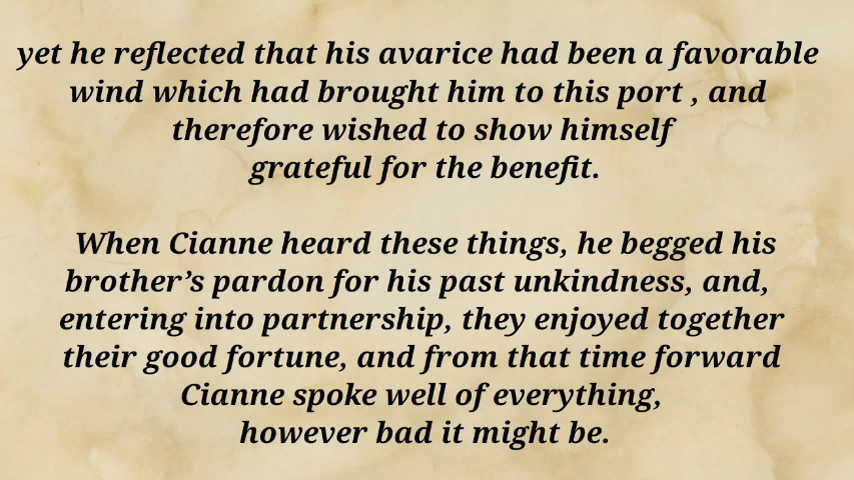 yet he reflected that his avarice had been a favorable
wind which had brought him to this port , and
therefore wished to show himself
grateful for the benefit.
When Cianne heard these things, he begged his
brother’s pardon for his past unkindness, and,
entering into partnership, they enjoyed together
their good fortune, and from that time forward
Cianne spoke well of everything,
however bad it might be.